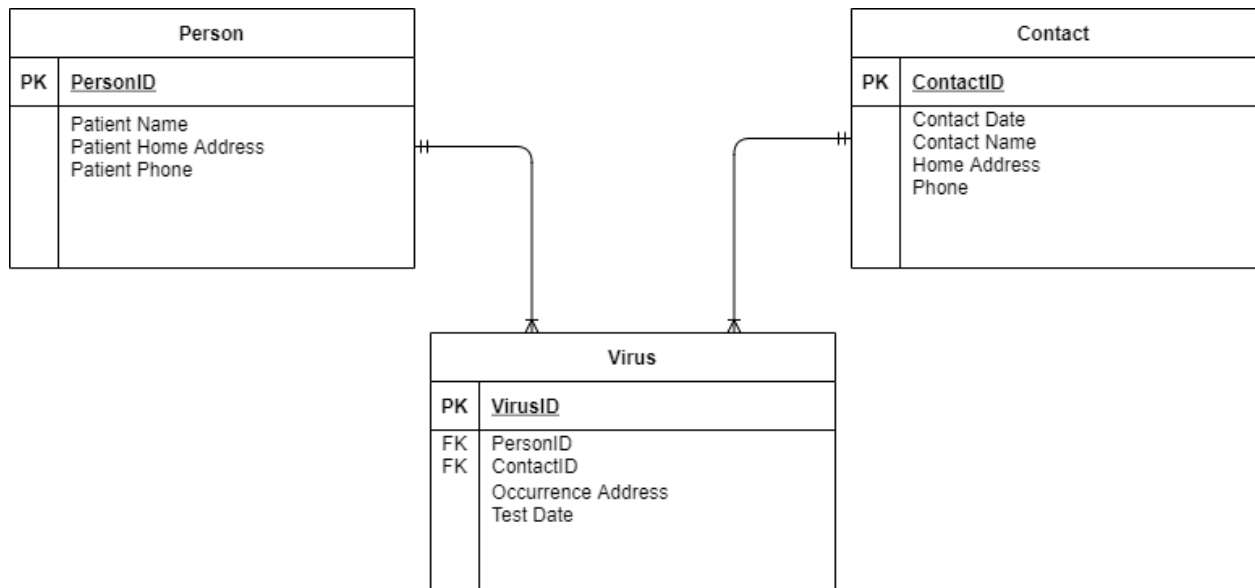 Person
PK PersonID
Patient Name
Patient Home Address
Patient Phone
Contact
PK ContactID
Contact Date
Contact Name
Home Address
Phone
Virus
PK VirusID
FK PersonID
FK ContactID
Occurrence Address
Test Date